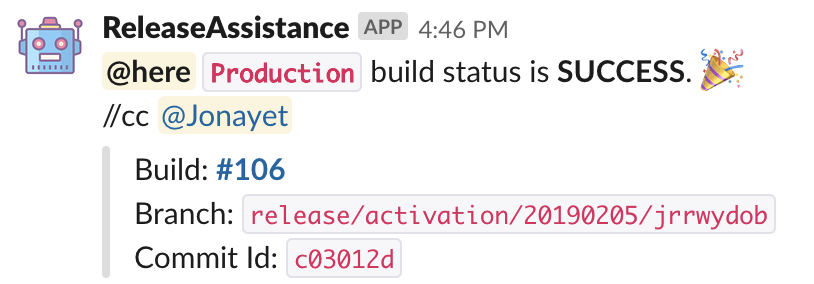 ReleaseAssistance APP 4:46 PM
@here Production build status is SUCCESS. 🎉
//cc @Jonayet
Build: #106
Branch: release/activation/20190205/jrrwydob
Commit Id: c03012d